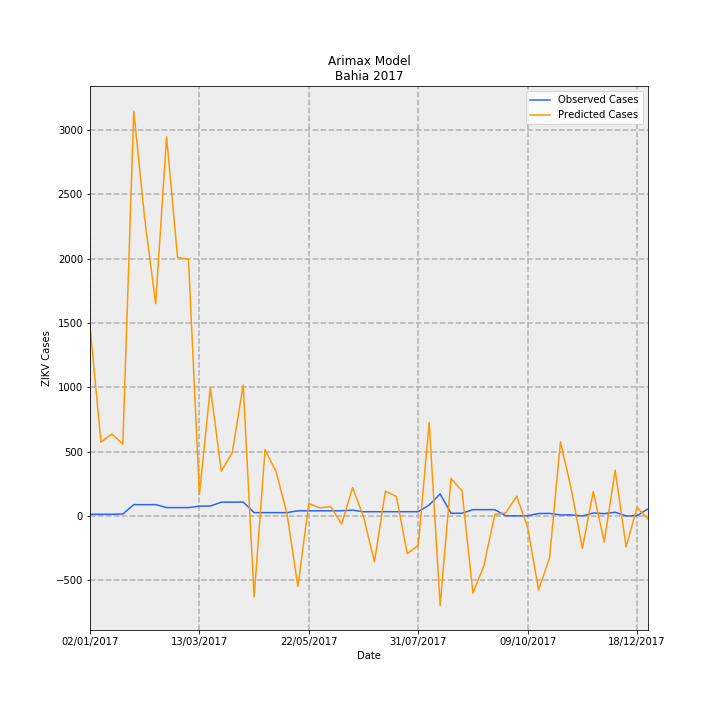 Arimax Model
Bahia 2017
Observed Cases
Predicted Cases
3000
2500
2000
1500
1000
500
0
−500
ZIKV Cases
02/01/2017 13/03/2017 22/05/2017 31/07/2017 09/10/2017 18/12/2017
Date